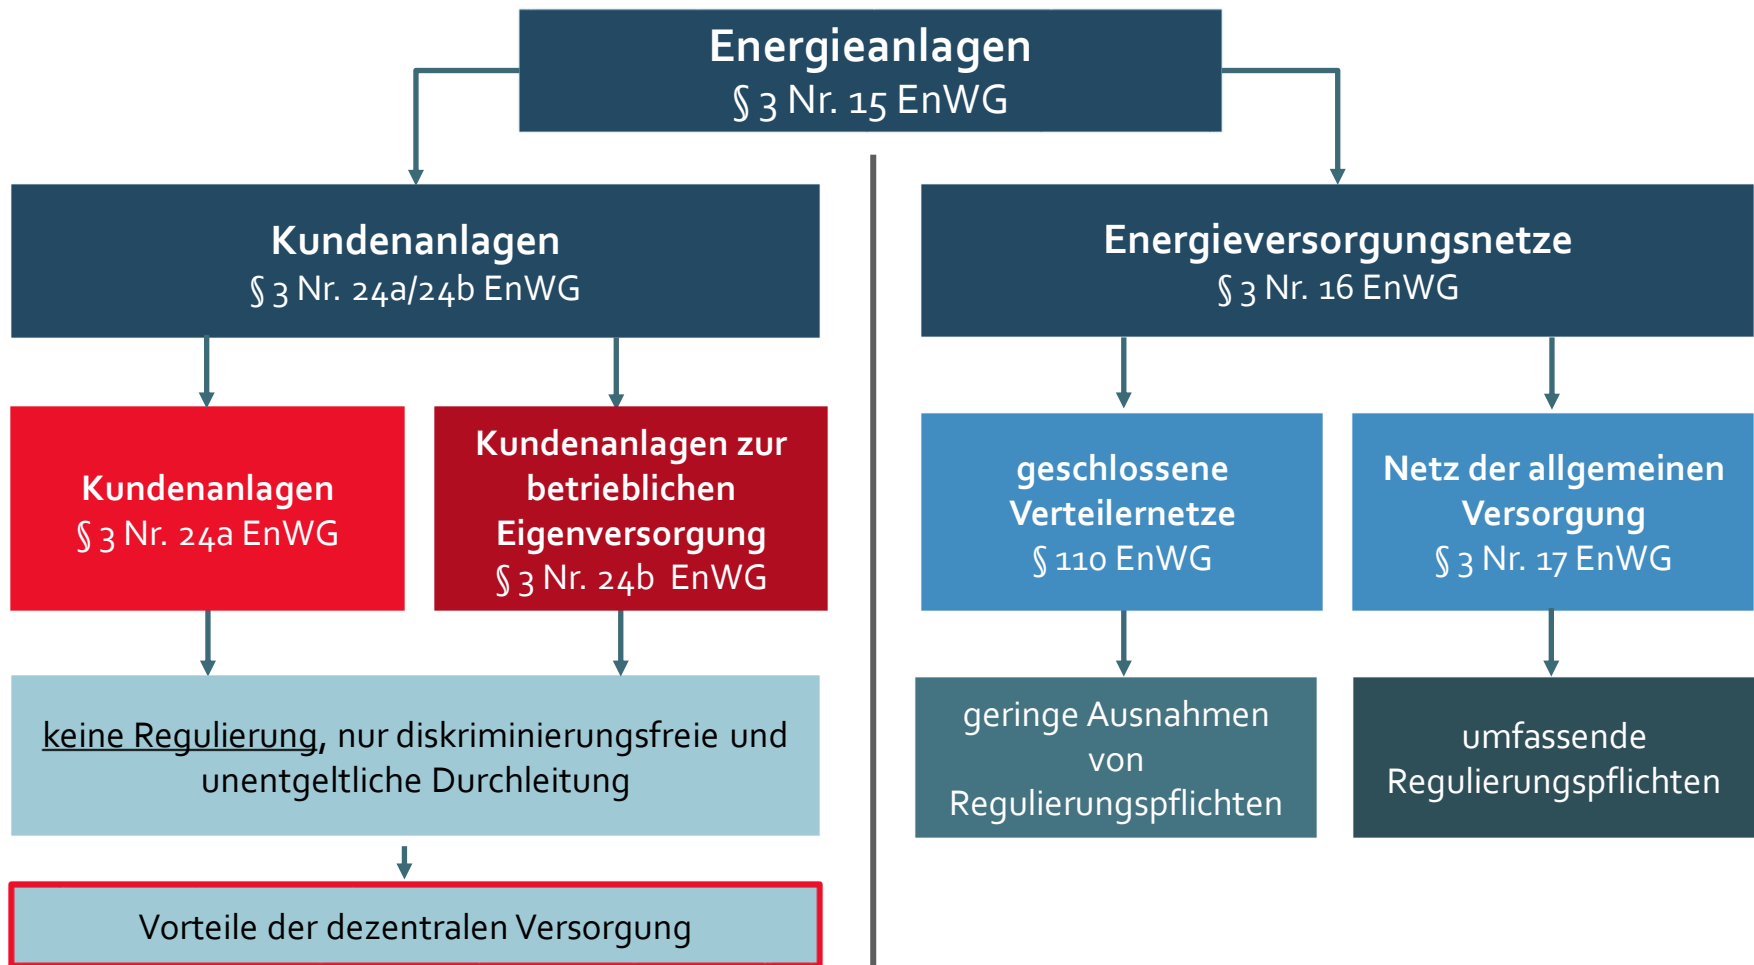 Energieanlagen
§ 3 Nr. 15 EnWG
Kundenanlagen
§ 3 Nr. 24a/24b EnWG
Energieversorgungsnetze
§ 3 Nr. 16 EnWG
Kundenanlagen
§ 3 Nr. 24a EnWG
Kundenanlagen zur
betrieblichen
Eigenversorgung
§ 3 Nr. 24b EnWG
geschlossene
Verteilernetze
§ 110 EnWG
Netz der allgemeinen
Versorgung
§ 3 Nr. 17 EnWG
keine Regulierung, nur diskriminierungsfreie und
unentgeltliche Durchleitung
geringe Ausnahmen
von
Regulierungspflichten
umfassende
Regulierungspflichten
Vorteile der dezentralen Versorgung